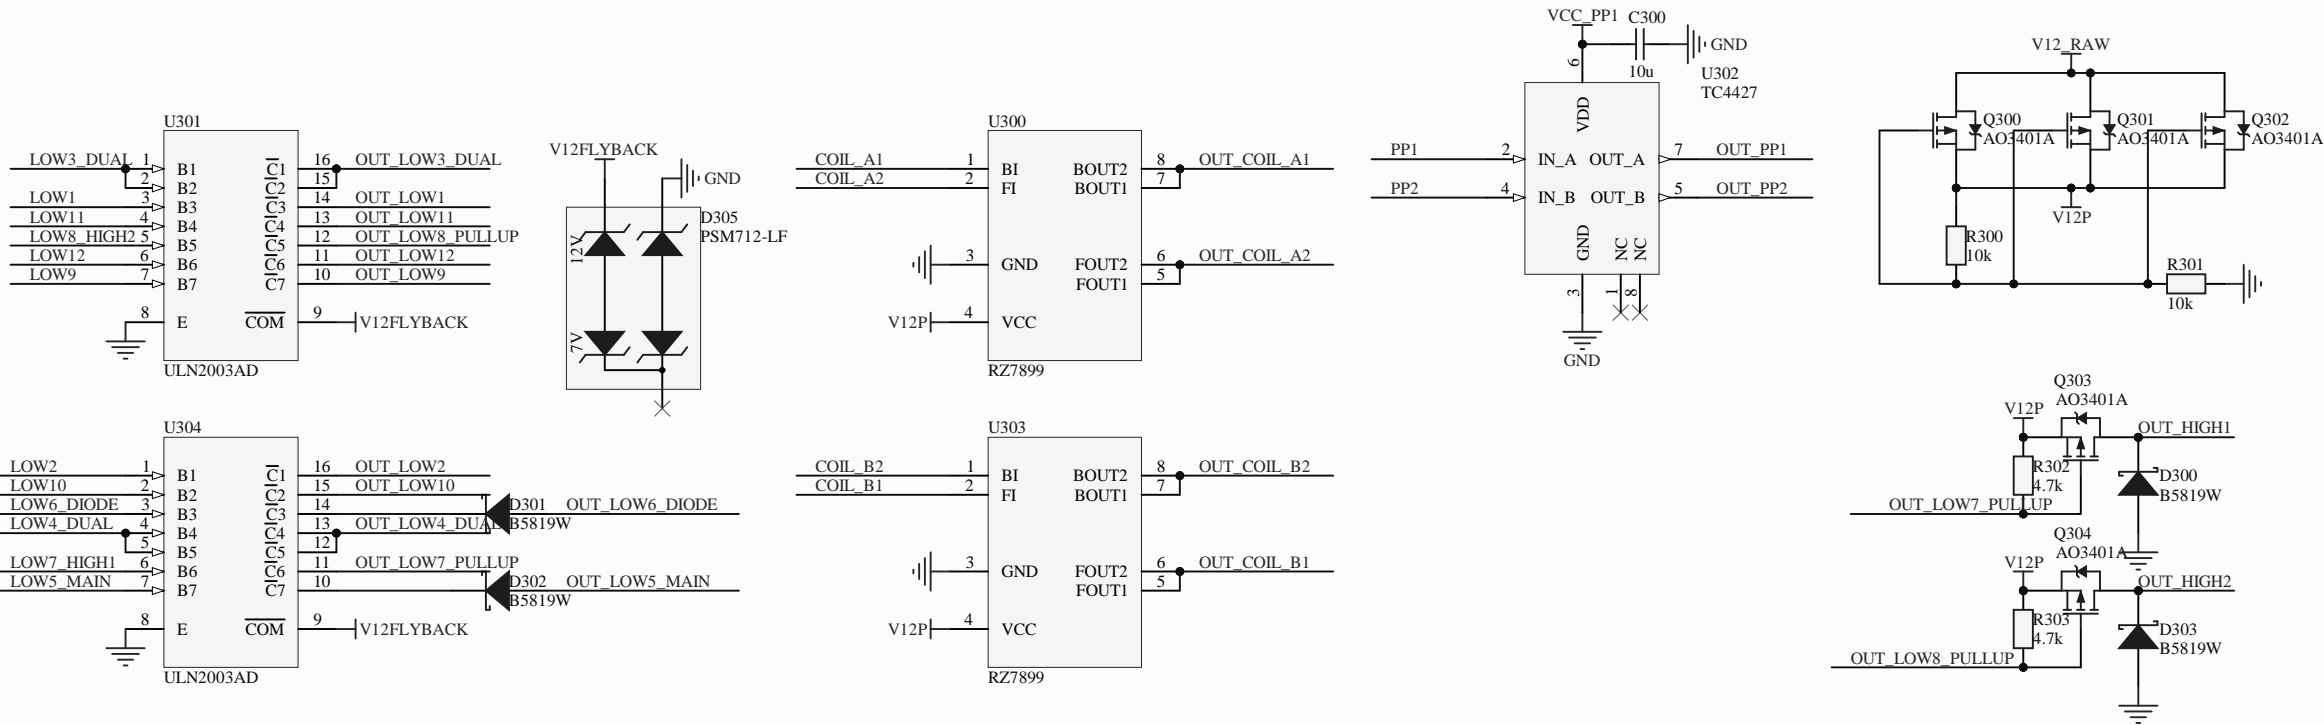 U301
LOW3_DUAL 1 B1 C1 16 OUT_LOW3_DUAL
2 B2 C2 15
LOW1 3 B3 C3 14 OUT_LOW1
LOW11 4 B4 C4 13 OUT_LOW11
LOW8_HIGH2 5 B5 C5 12 OUT_LOW8_PULLUP
LOW12 6 B6 C6 11 OUT_LOW12
LOW9 7 B7 C7 10 OUT_LOW9
8 E COM 9 V12FLYBACK
ULN2003AD
V12FLYBACK
GND
D305
PSM712-LF
12V
7V
U300
COIL_A1 1 BI BOUT2 8 OUT_COIL_A1
COIL_A2 2 FI BOUT1 7
3 GND FOUT2 6 OUT_COIL_A2
FOUT1 5
V12P 4 VCC
RZ7899
VCC_PP1 C300
GND
10u
U302
TC4427
6
VDD
PP1 2 IN_A OUT_A 7 OUT_PP1
PP2 4 IN_B OUT_B 5 OUT_PP2
GND NC NC
3 1 8
GND
V12_RAW
Q300
AO3401A
Q301
AO3401A
Q302
AO3401A
V12P
R300
10k
R301
10k
U304
LOW2 1 B1 C1 16 OUT_LOW2
LOW10 2 B2 C2 15 OUT_LOW10
LOW6_DIODE 3 B3 C3 14 D301 OUT_LOW6_DIODE
B5819W
LOW4_DUAL 4 B4 C4 13 OUT_LOW4_DUAL
5 B5 C5 12
LOW7_HIGH1 6 B6 C6 11 OUT_LOW7_PULLUP
LOW5_MAIN 7 B7 C7 10 D302 OUT_LOW5_MAIN
B5819W
8 E COM 9 V12FLYBACK
ULN2003AD
U303
COIL_B2 1 BI BOUT2 8 OUT_COIL_B2
COIL_B1 2 FI BOUT1 7
3 GND FOUT2 6 OUT_COIL_B1
FOUT1 5
V12P 4 VCC
RZ7899
Q303
AO3401A
V12P
OUT_HIGH1
R302
4.7k
D300
B5819W
OUT_LOW7_PULLUP
Q304
AO3401A
V12P
OUT_HIGH2
R303
4.7k
D303
B5819W
OUT_LOW8_PULLUP